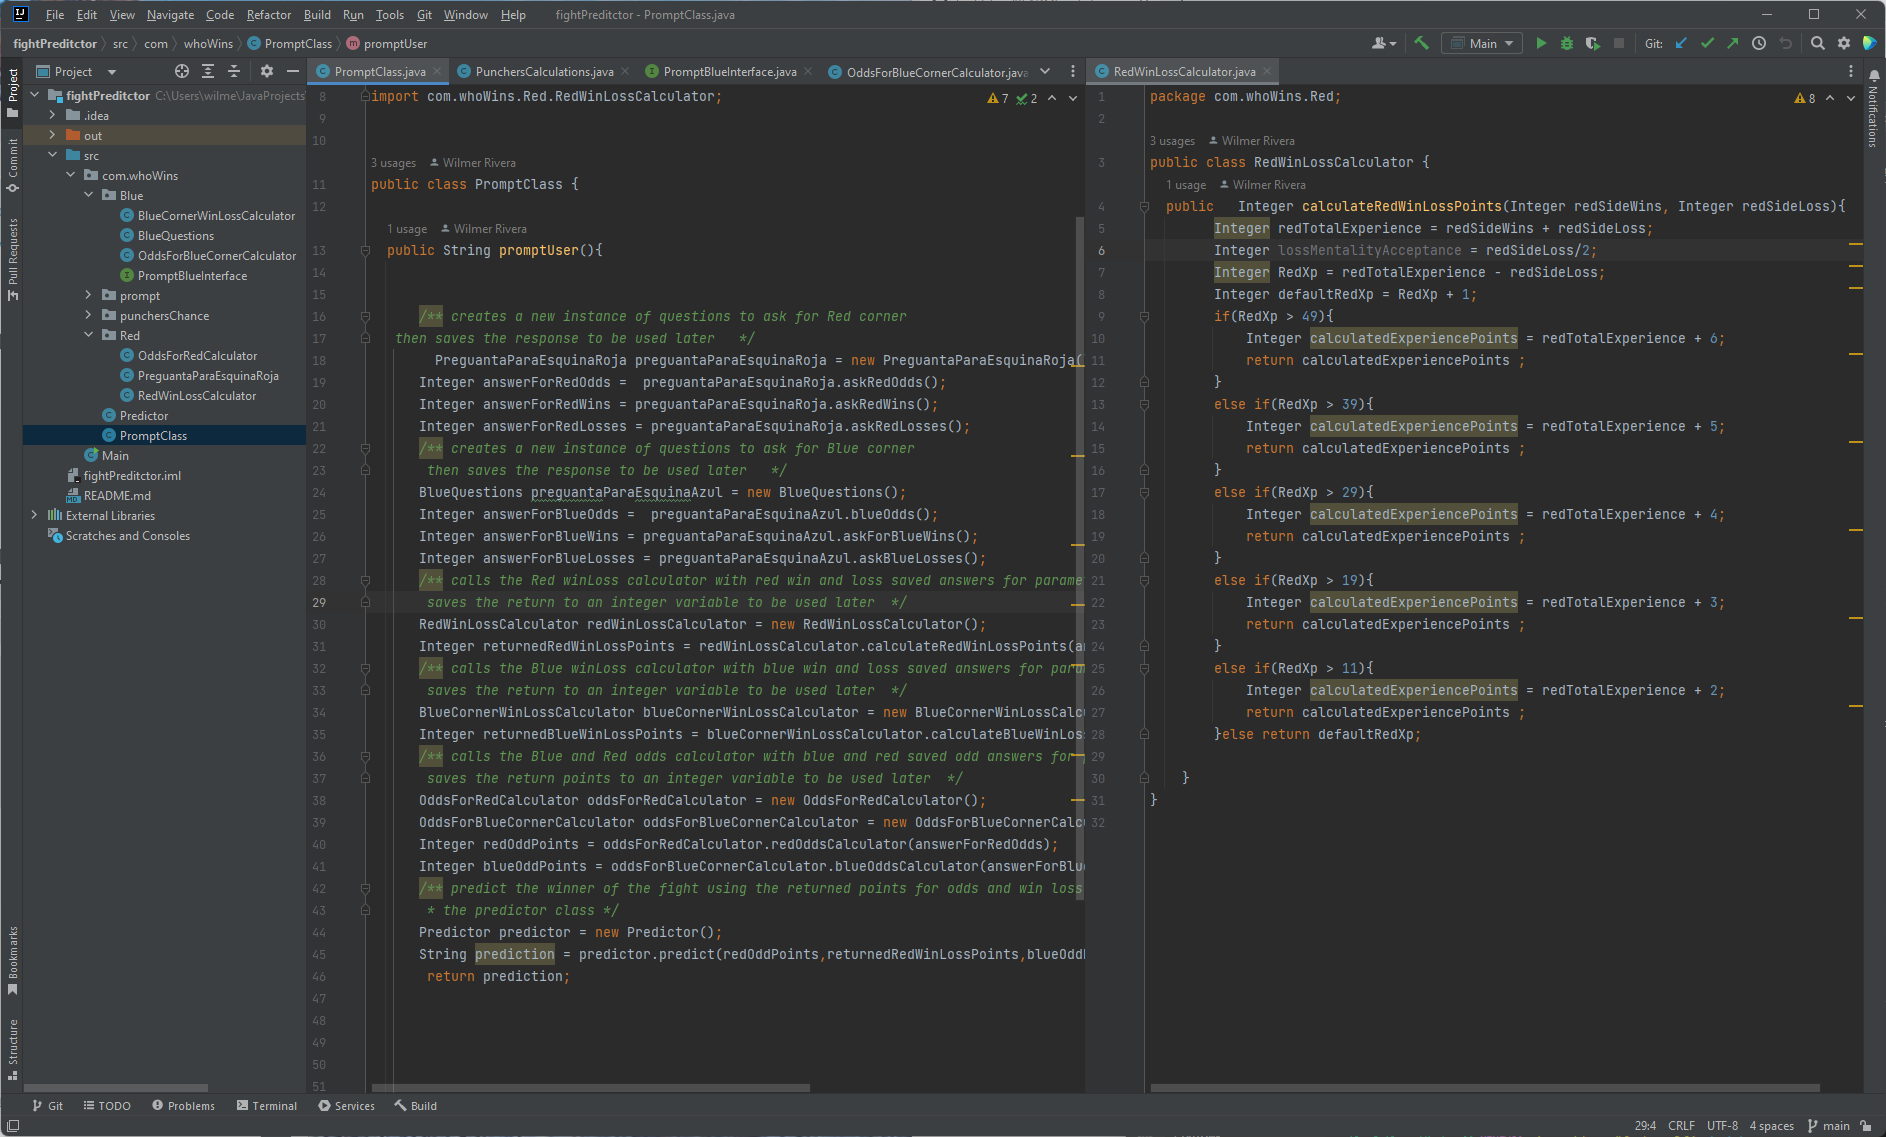 File Edit View Navigate Code Refactor Build Run Tools Git Window Help fightPreditctor - PromptClass.java
fightPreditctor src com whoWins PromptClass promptUser
Main Git:
Project
PromptClass.java PunchersCalculations.java PromptBlueInterface.java OddsForBlueCornerCalculator.java
RedWinLossCalculator.java
Project
Commit
Pull Requests
Bookmarks
Structure
Notifications
fightPreditctor C:\Users\wilme\JavaProjects
.idea
out
src
com.whoWins
Blue
BlueCornerWinLossCalculator
BlueQuestions
OddsForBlueCornerCalculator
PromptBlueInterface
prompt
punchersChance
Red
OddsForRedCalculator
PreguantaParaEsquinaRoja
RedWinLossCalculator
Predictor
PromptClass
Main
fightPreditctor.iml
README.md
External Libraries
Scratches and Consoles
7 2
8 import com.whoWins.Red.RedWinLossCalculator;
9
10
3 usages Wilmer Rivera
11 public class PromptClass {
12
1 usage Wilmer Rivera
13 public String promptUser(){
14
15
16 /** creates a new instance of questions to ask for Red corner
17 then saves the response to be used later */
18 PreguantaParaEsquinaRoja preguantaParaEsquinaRoja = new PreguantaParaEsquinaRoja(
19 Integer answerForRedOdds = preguantaParaEsquinaRoja.askRedOdds();
20 Integer answerForRedWins = preguantaParaEsquinaRoja.askRedWins();
21 Integer answerForRedLosses = preguantaParaEsquinaRoja.askRedLosses();
22 /** creates a new instance of questions to ask for Blue corner
23 then saves the response to be used later */
24 BlueQuestions preguantaParaEsquinaAzul = new BlueQuestions();
25 Integer answerForBlueOdds = preguantaParaEsquinaAzul.blueOdds();
26 Integer answerForBlueWins = preguantaParaEsquinaAzul.askForBlueWins();
27 Integer answerForBlueLosses = preguantaParaEsquinaAzul.askBlueLosses();
28 /** calls the Red winLoss calculator with red win and loss saved answers for parame
29 saves the return to an integer variable to be used later */
30 RedWinLossCalculator redWinLossCalculator = new RedWinLossCalculator();
31 Integer returnedRedWinLossPoints = redWinLossCalculator.calculateRedWinLossPoints(an
32 /** calls the Blue winLoss calculator with blue win and loss saved answers for para
33 saves the return to an integer variable to be used later */
34 BlueCornerWinLossCalculator blueCornerWinLossCalculator = new BlueCornerWinLossCalcu
35 Integer returnedBlueWinLossPoints = blueCornerWinLossCalculator.calculateBlueWinLos
36 /** calls the Blue and Red odds calculator with blue and red saved odd answers for p
37 saves the return points to an integer variable to be used later */
38 OddsForRedCalculator oddsForRedCalculator = new OddsForRedCalculator();
39 OddsForBlueCornerCalculator oddsForBlueCornerCalculator = new OddsForBlueCornerCalcu
40 Integer redOddPoints = oddsForRedCalculator.redOddsCalculator(answerForRedOdds);
41 Integer blueOddPoints = oddsForBlueCornerCalculator.blueOddsCalculator(answerForBlue
42 /** predict the winner of the fight using the returned points for odds and win loss
43 * the predictor class */
44 Predictor predictor = new Predictor();
45 String prediction = predictor.predict(redOddPoints,returnedRedWinLossPoints,blueOddP
46 return prediction;
47
48
49
50
51
8
1 package com.whoWins.Red;
2
3 usages Wilmer Rivera
3 public class RedWinLossCalculator {
1 usage Wilmer Rivera
4 public Integer calculateRedWinLossPoints(Integer redSideWins, Integer redSideLoss){
5 Integer redTotalExperience = redSideWins + redSideLoss;
6 Integer lossMentalityAcceptance = redSideLoss/2;
7 Integer RedXp = redTotalExperience - redSideLoss;
8 Integer defaultRedXp = RedXp + 1;
9 if(RedXp > 49){
10 Integer calculatedExperiencePoints = redTotalExperience + 6;
11 return calculatedExperiencePoints ;
12 }
13 else if(RedXp > 39){
14 Integer calculatedExperiencePoints = redTotalExperience + 5;
15 return calculatedExperiencePoints ;
16 }
17 else if(RedXp > 29){
18 Integer calculatedExperiencePoints = redTotalExperience + 4;
19 return calculatedExperiencePoints ;
20 }
21 else if(RedXp > 19){
22 Integer calculatedExperiencePoints = redTotalExperience + 3;
23 return calculatedExperiencePoints ;
24 }
25 else if(RedXp > 11){
26 Integer calculatedExperiencePoints = redTotalExperience + 2;
27 return calculatedExperiencePoints ;
28 }else return defaultRedXp;
29
30 }
31 }
32
Git TODO Problems Terminal Services Build
29:4 CRLF UTF-8 4 spaces main